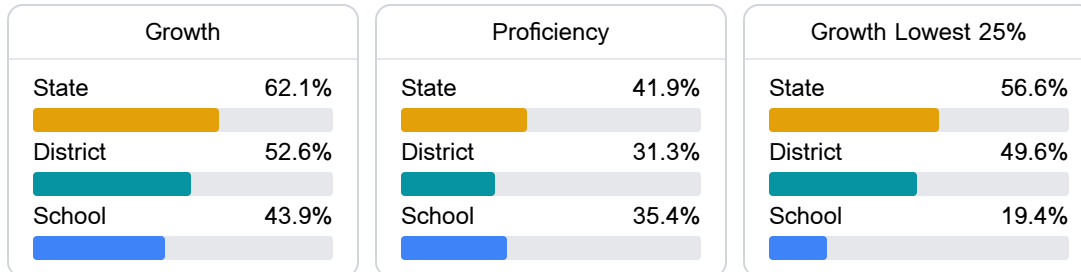 Growth
State 62.1%
District 52.6%
School 43.9%
Proficiency
State 41.9%
District 31.3%
School 35.4%
Growth Lowest 25%
State 56.6%
District 49.6%
School 19.4%